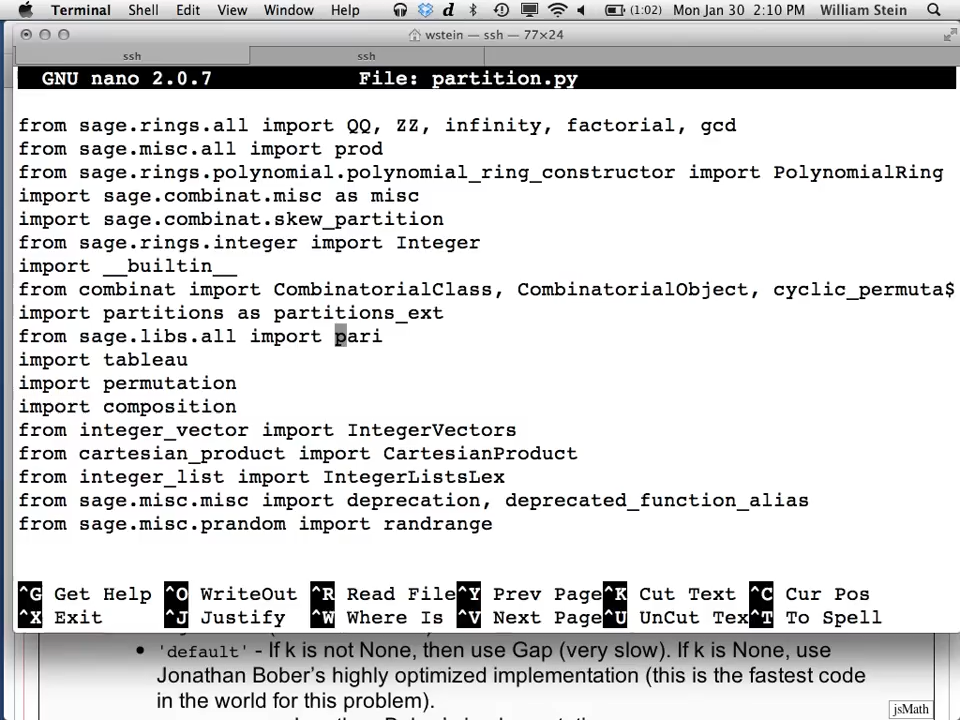 Terminal Shell Edit View Window Help (1:02) Mon Jan 30 2:10 PM William Stein
wstein — ssh — 77×24
ssh ssh
GNU nano 2.0.7 File: partition.py
from sage.rings.all import QQ, ZZ, infinity, factorial, gcd
from sage.misc.all import prod
from sage.rings.polynomial.polynomial_ring_constructor import PolynomialRing
import sage.combinat.misc as misc
import sage.combinat.skew_partition
from sage.rings.integer import Integer
import __builtin__
from combinat import CombinatorialClass, CombinatorialObject, cyclic_permuta$
import partitions as partitions_ext
from sage.libs.all import pari
import tableau
import permutation
import composition
from integer_vector import IntegerVectors
from cartesian_product import CartesianProduct
from integer_list import IntegerListsLex
from sage.misc.misc import deprecation, deprecated_function_alias
from sage.misc.prandom import randrange
^G Get Help ^O WriteOut ^R Read File ^Y Prev Page ^K Cut Text ^C Cur Pos
^X Exit ^J Justify ^W Where Is ^V Next Page ^U UnCut Tex ^T To Spell
• 'default' - If k is not None, then use Gap (very slow). If k is None, use
Jonathan Bober's highly optimized implementation (this is the fastest code
in the world for this problem).
jsMath